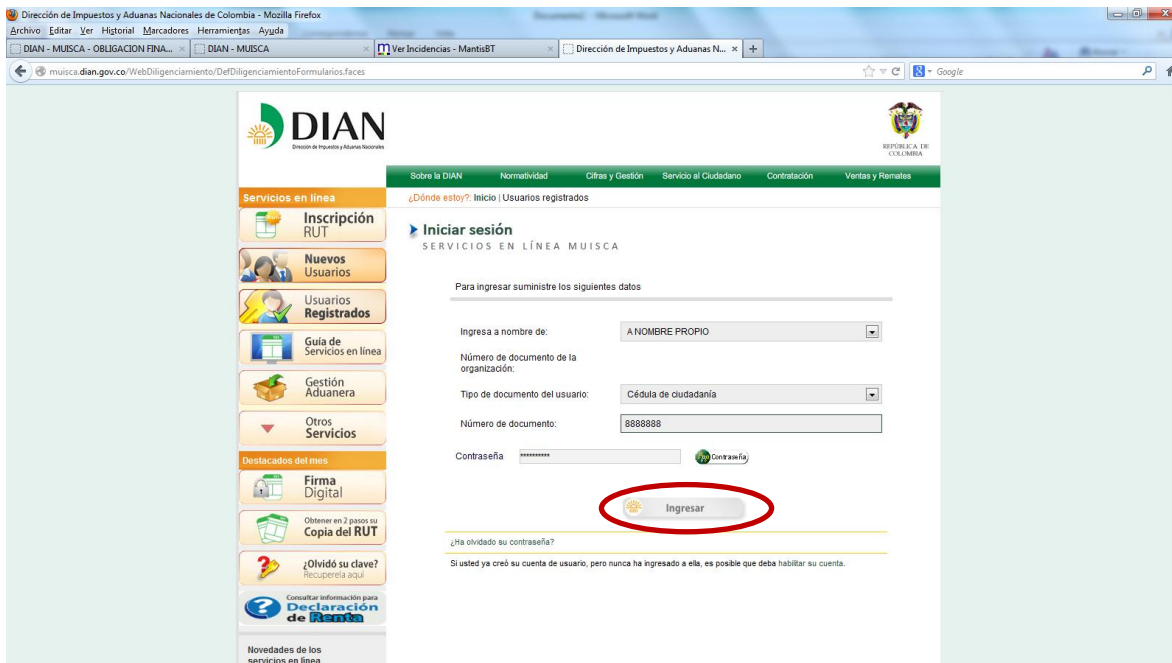 Dirección de Impuestos y Aduanas Nacionales de Colombia - Mozilla Firefox
Archivo Editar Ver Historial Marcadores Herramientas Ayuda
DIAN - MUISCA - OBLIGACION FINA...
DIAN - MUISCA
Ver Incidencias - MantisBT
Dirección de Impuestos y Aduanas N...
muisca.dian.gov.co/WebDiligenciamiento/DefDiligenciamientoFormularios.faces
Google
DIAN
Dirección de Impuestos y Aduanas Nacionales
REPÚBLICA DE
COLOMBIA
Sobre la DIAN Normatividad Cifras y Gestión Servicio al Ciudadano Contratación Ventas y Remates
Servicios en línea
¿Dónde estoy?: Inicio | Usuarios registrados
Inscripción
RUT
Nuevos
Usuarios
Usuarios
Registrados
Guía de
Servicios en línea
Gestión
Aduanera
Otros
Servicios
Destacados del mes
Firma
Digital
Obtener en 2 pasos su
Copia del RUT
¿Olvidó su clave?
Recuperela aquí
Consultar información para
Declaración
de Renta
Novedades de los
servicios en línea
Iniciar sesión
SERVICIOS EN LÍNEA MUISCA
Para ingresar suministre los siguientes datos
Ingresa a nombre de: A NOMBRE PROPIO
Número de documento de la
organización:
Tipo de documento del usuario: Cédula de ciudadanía
Número de documento: 8888888
Contraseña **********
Contraseña
Ingresar
¿Ha olvidado su contraseña?
Si usted ya creó su cuenta de usuario, pero nunca ha ingresado a ella, es posible que deba habilitar su cuenta.